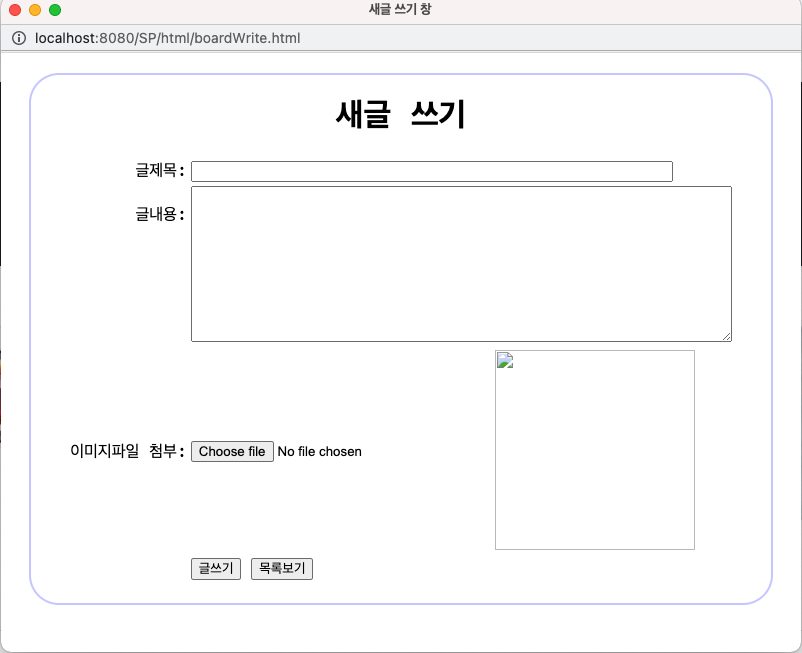 새글 쓰기 창
localhost:8080/SP/html/boardWrite.html
새글 쓰기
글제목:
글내용:
이미지파일 첨부: Choose file No file chosen
글쓰기 목록보기